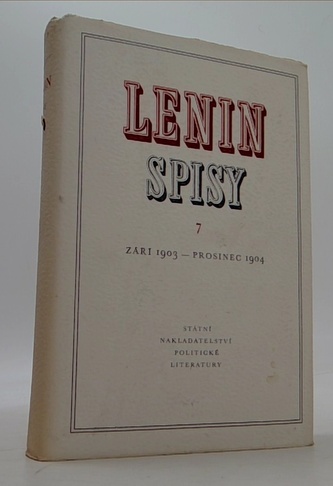 LENIN
SPISY
7
ZÁŘÍ 1903 — PROSINEC 1904
STÁTNÍ
NAKLADATELSTVÍ
POLITICKÉ
LITERATURY